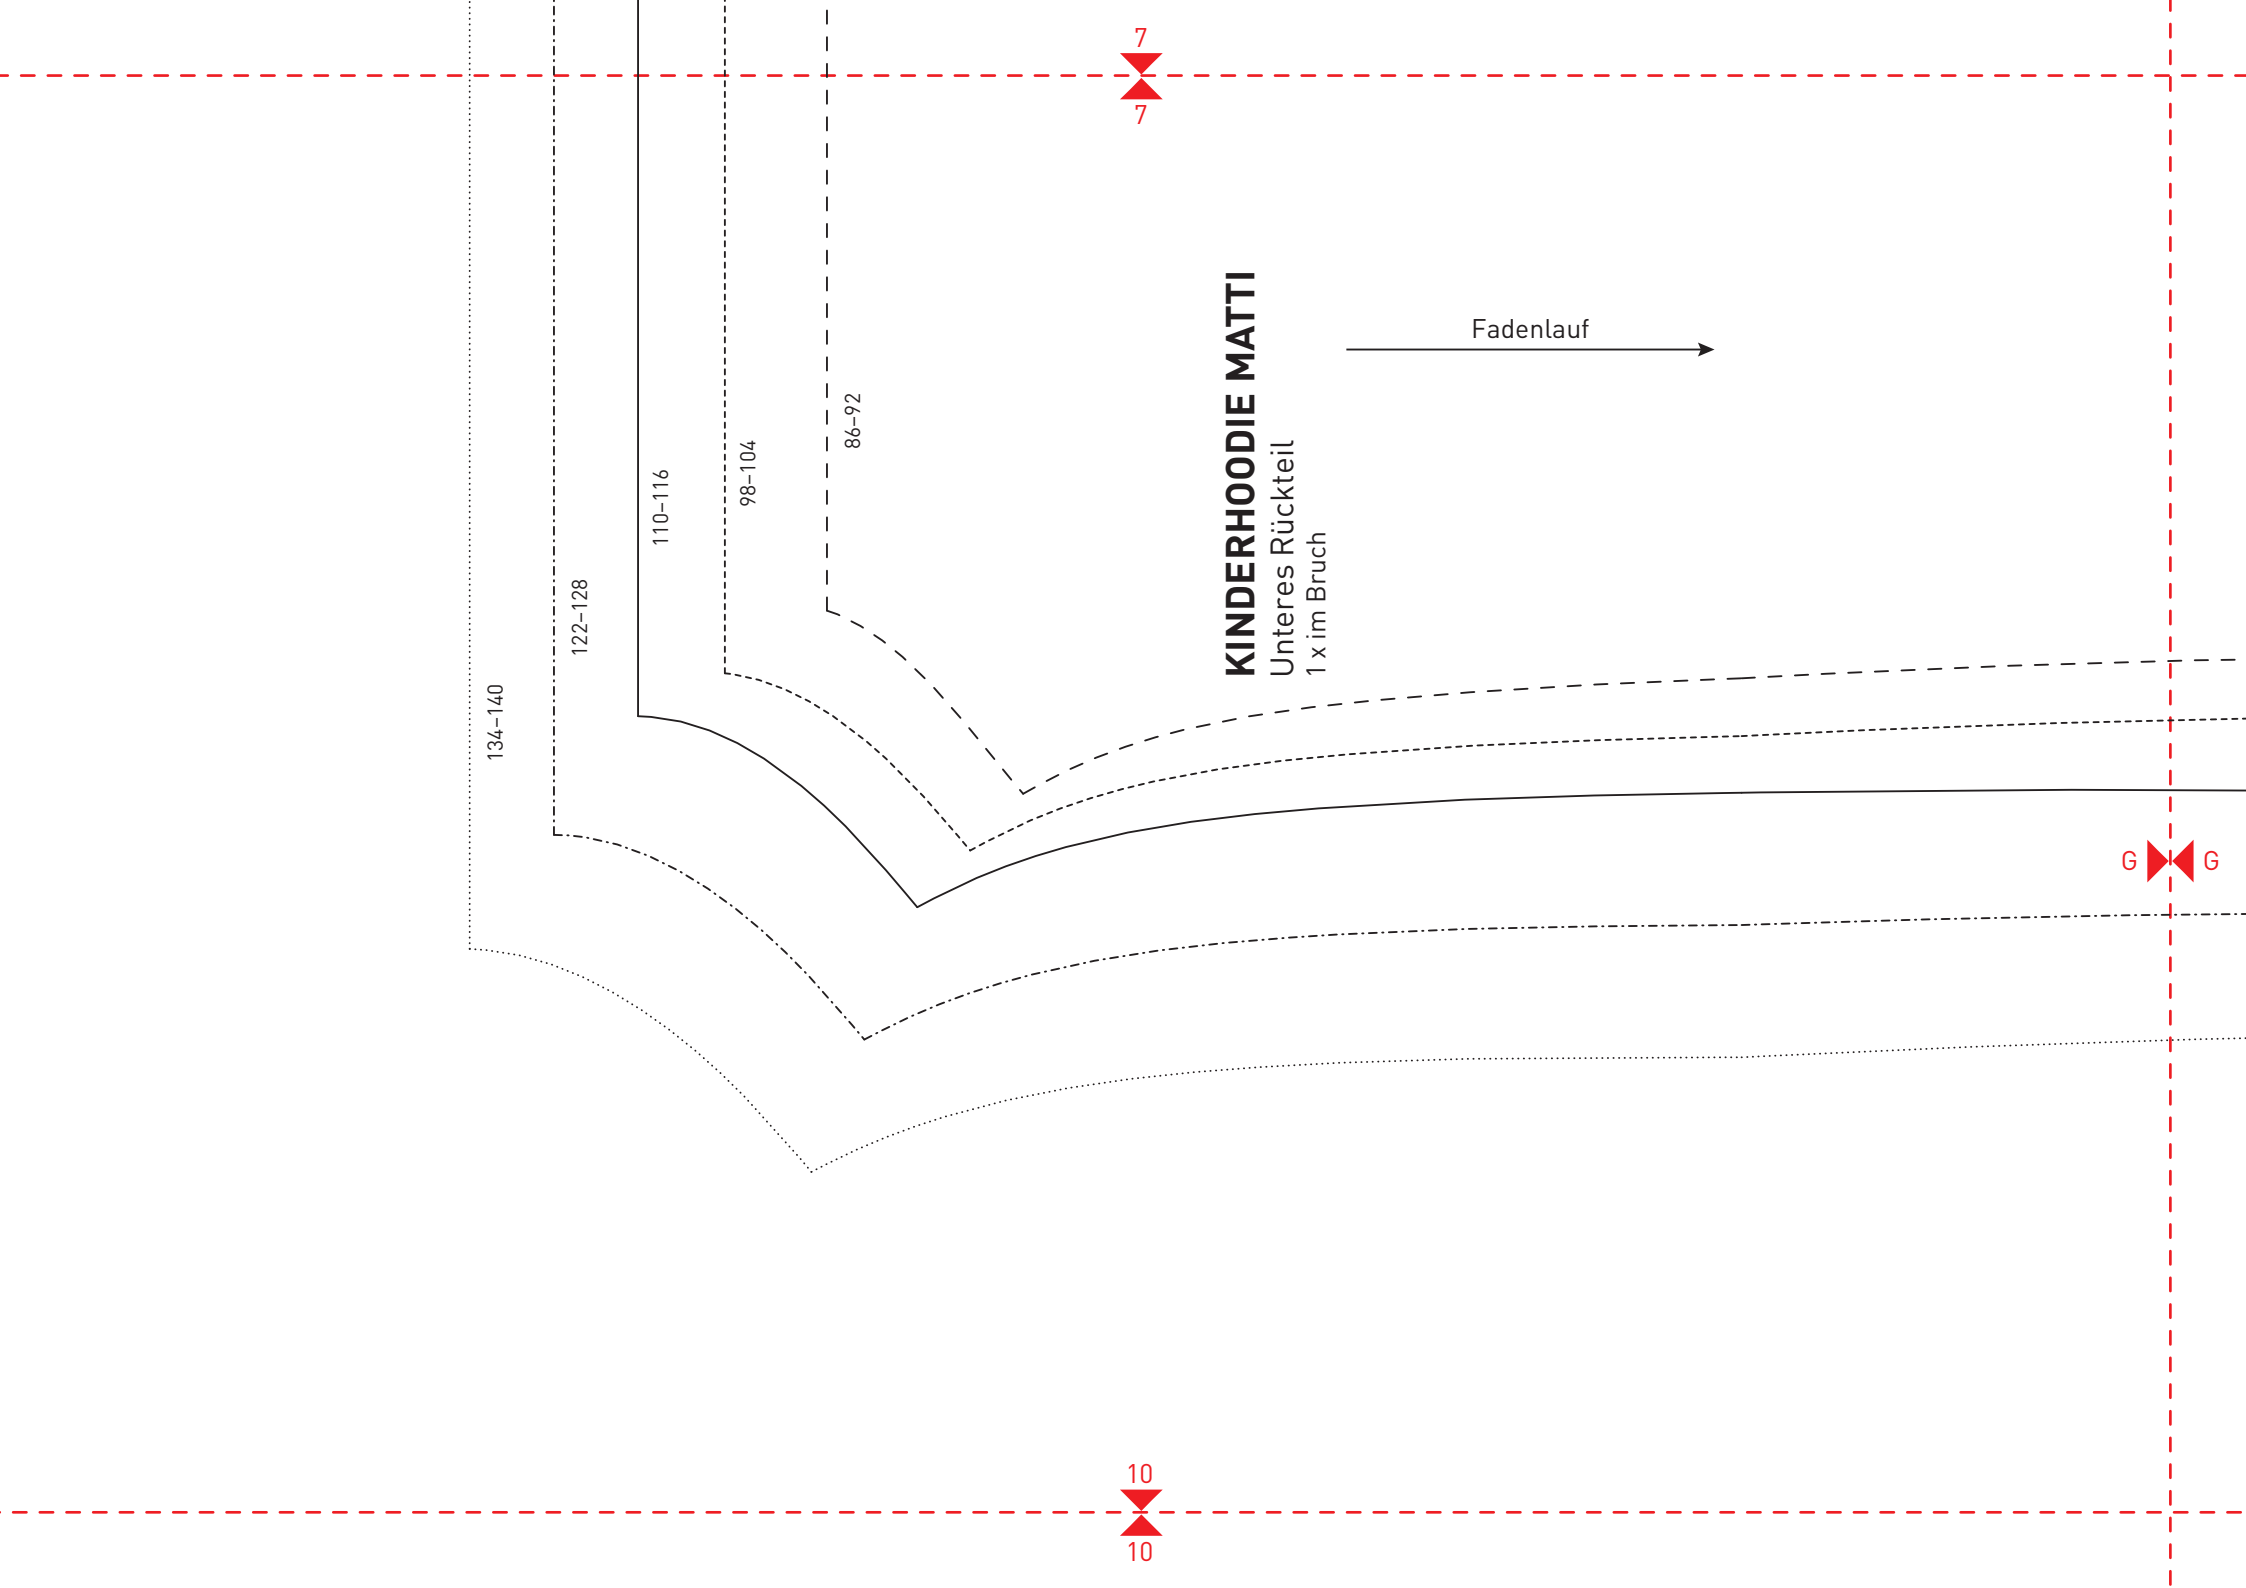 7
7
KINDERHOODIE MATTI
Unteres Rückteil
1 x im Bruch
Fadenlauf
86–92
98–104
110–116
122–128
134–140
G G
10
10